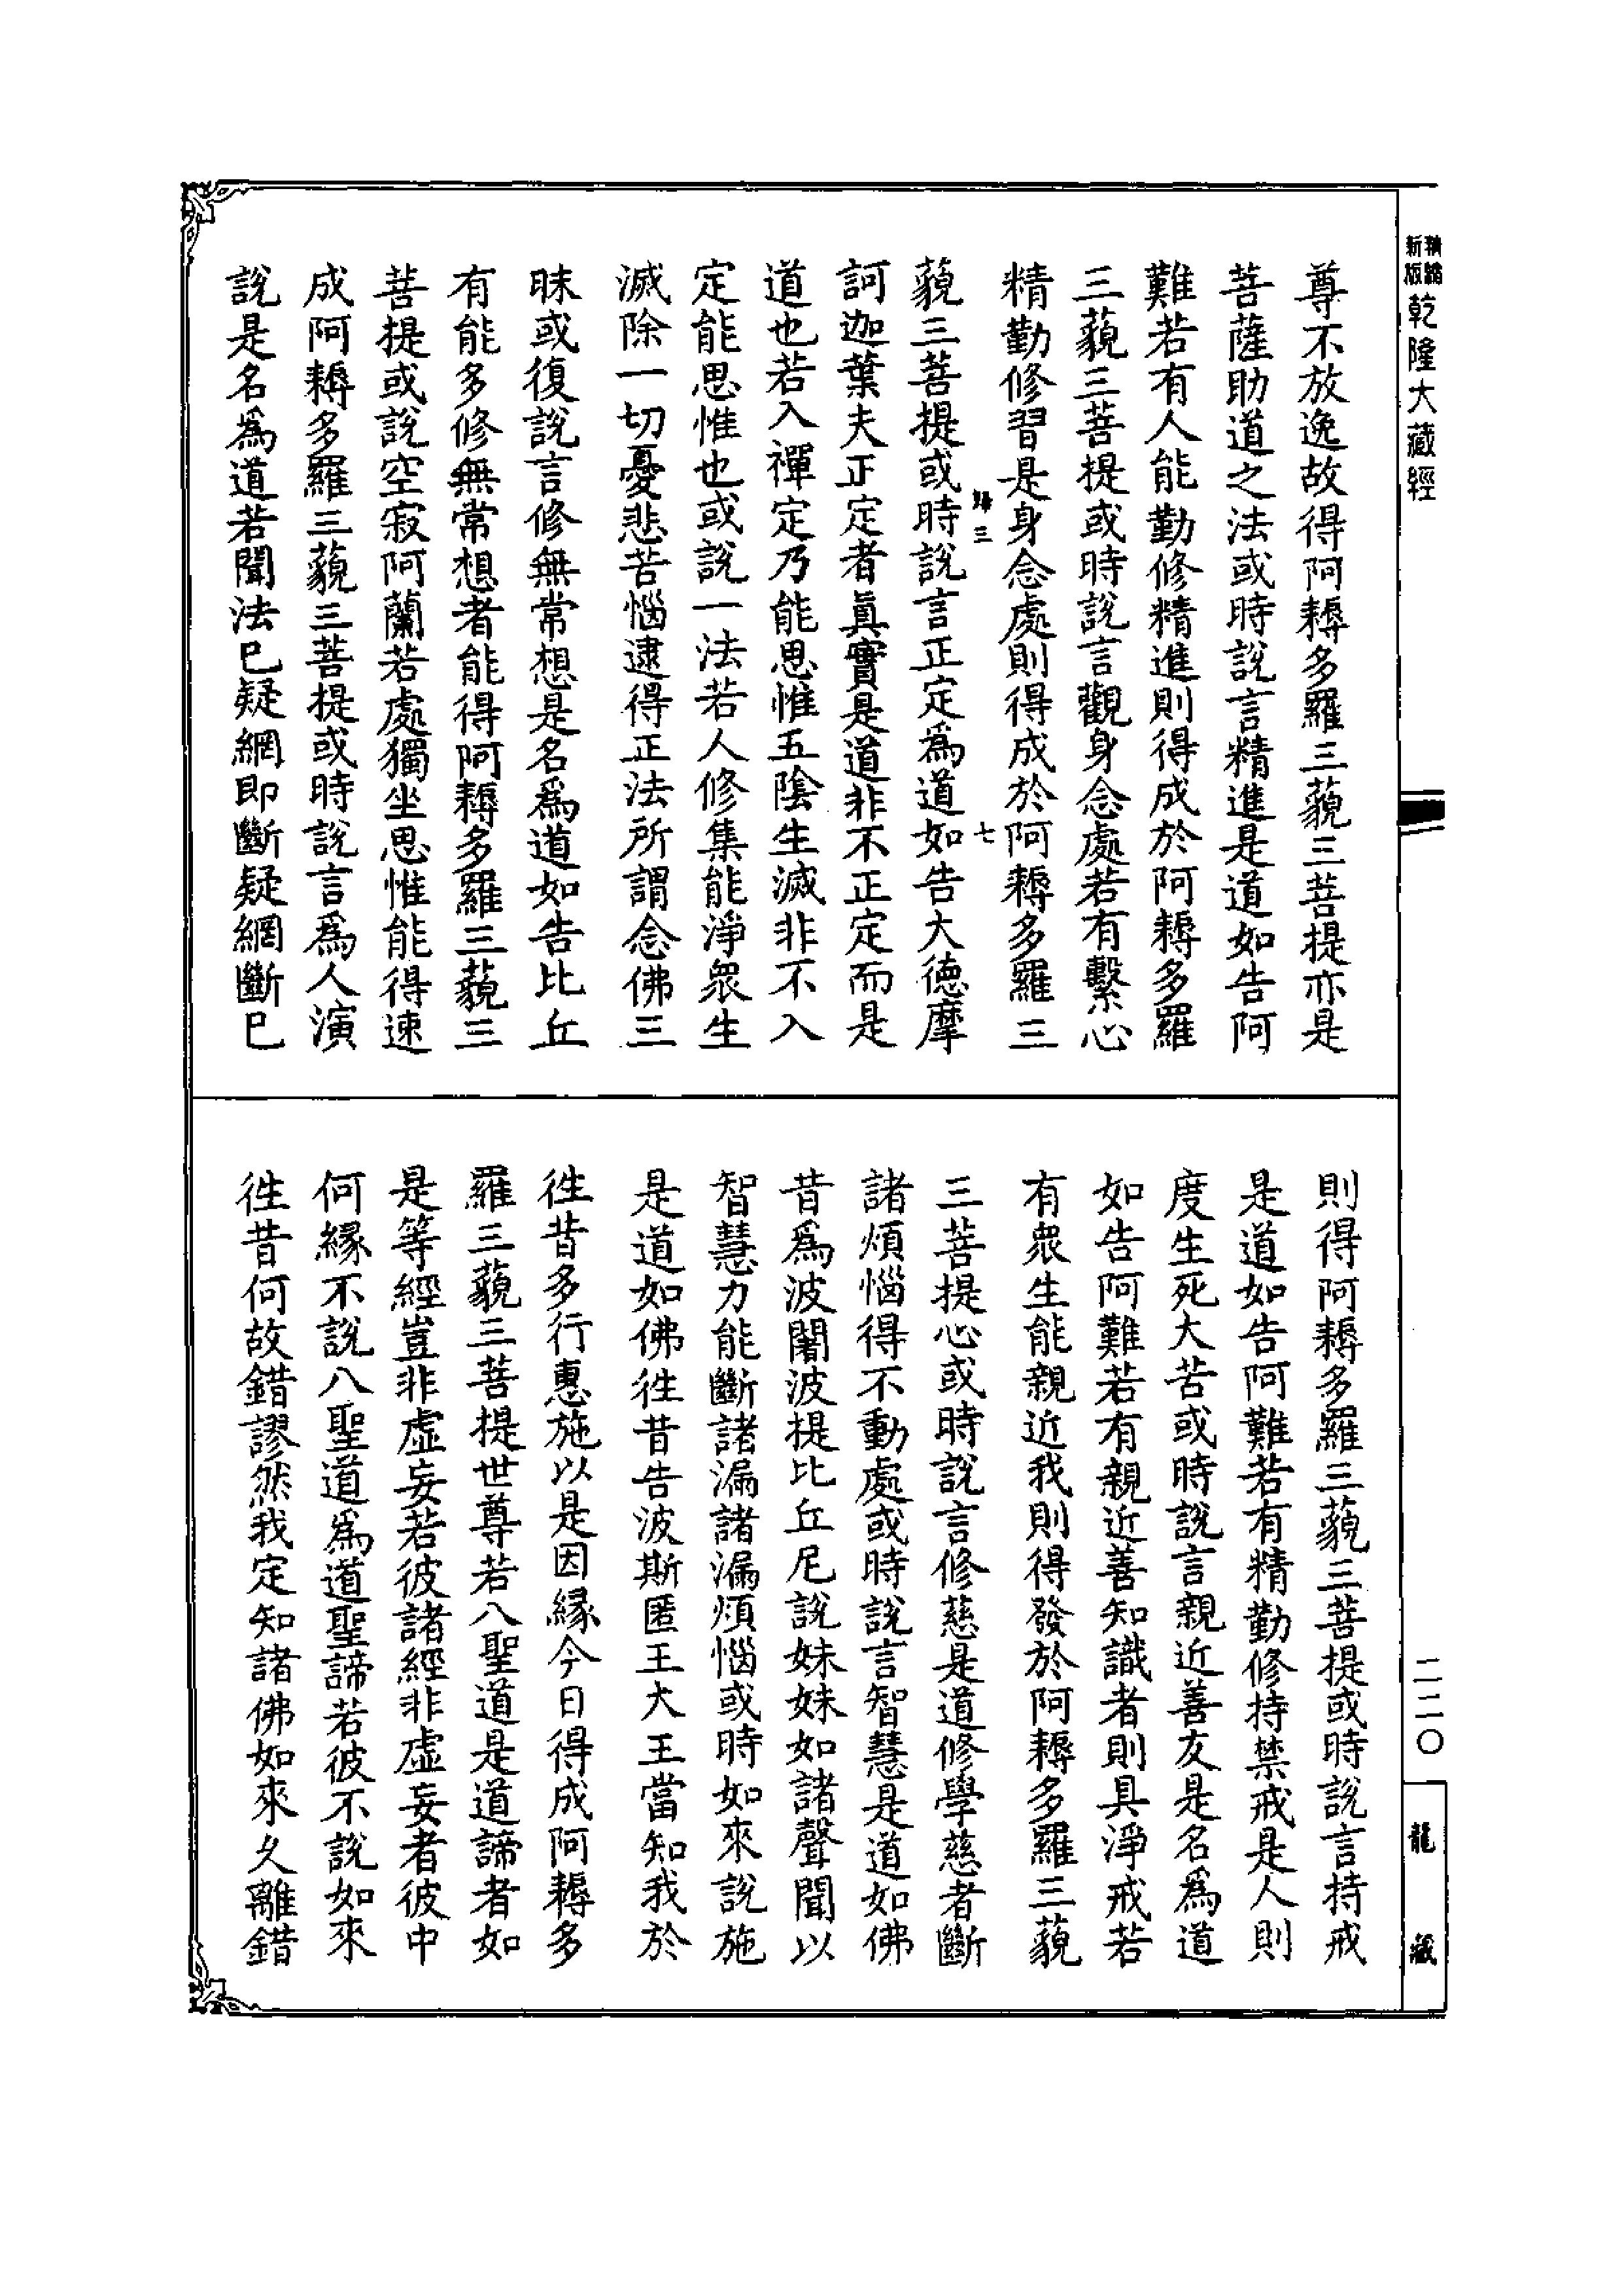 精縮新版乾隆大藏經
尊不放逸故得阿耨多羅三藐三菩提亦是
菩薩助道之法或時說言精進是道如告阿
難若有人能勤修精進則得成於阿耨多羅
三藐三菩提或時說言觀身念處若有繫心
精勤修習是身念處則得成於阿耨多羅三
歸三 七
藐三菩提或時說言正定爲道如告大德摩
訶迦葉夫正定者眞實是道非不正定而是
道也若入禪定乃能思惟五陰生滅非不入
定能思惟也或說一法若人修集能淨眾生
滅除一切憂悲苦惱逮得正法所謂念佛三
昧或復說言修無常想是名爲道如告比丘
有能多修無常想者能得阿耨多羅三藐三
菩提或說空寂阿蘭若處獨坐思惟能得速
成阿耨多羅三藐三菩提或時說言爲人演
說是名爲道若聞法巳疑網即斷疑網斷巳
則得阿耨多羅三藐三菩提或時說言持戒
是道如告阿難若有精勤修持禁戒是人則
度生死大苦或時說言親近善友是名爲道
如告阿難若有親近善知識者則具淨戒若
有眾生能親近我則得發於阿耨多羅三藐
三菩提心或時說言修慈是道修學慈者斷
諸煩惱得不動處或時說言智慧是道如佛
昔爲波闍波提比丘尼說妹妹如諸聲聞以
智慧力能斷諸漏諸漏煩惱或時如來說施
是道如佛徃昔告波斯匿王大王當知我於
徃昔多行惠施以是因緣今日得成阿耨多
羅三藐三菩提世尊若八聖道是道諦者如
是等經豈非虛妄若彼諸經非虛妄者彼中
何緣不說八聖道爲道聖諦若彼不說如來
徃昔何故錯謬然我定知諸佛如來久離錯
二二〇
龍藏